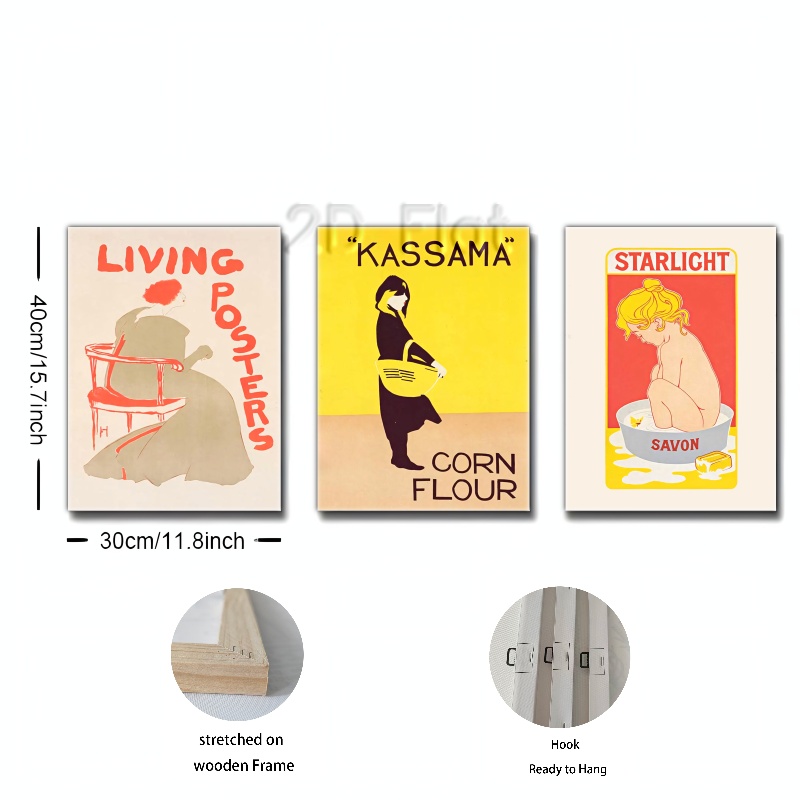 2D Flat
LIVING
POSTERS
"KASSAMA"
CORN
FLOUR
STARLIGHT
SAVON
40cm/15.7inch
30cm/11.8inch
stretched on
wooden Frame
Hook
Ready to Hang